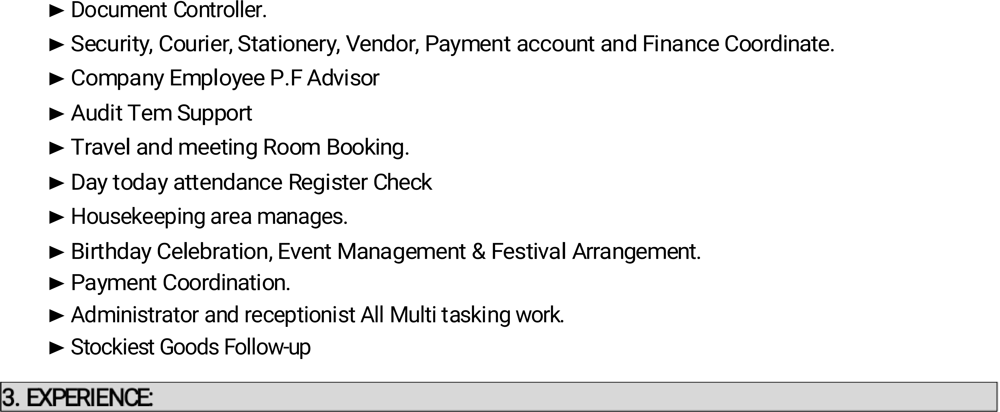 ► Document Controller.
► Security, Courier, Stationery, Vendor, Payment account and Finance Coordinate.
► Company Employee P.F Advisor
► Audit Tem Support
► Travel and meeting Room Booking.
► Day today attendance Register Check
► Housekeeping area manages.
► Birthday Celebration, Event Management & Festival Arrangement.
► Payment Coordination.
► Administrator and receptionist All Multi tasking work.
► Stockiest Goods Follow-up
3. EXPERIENCE: